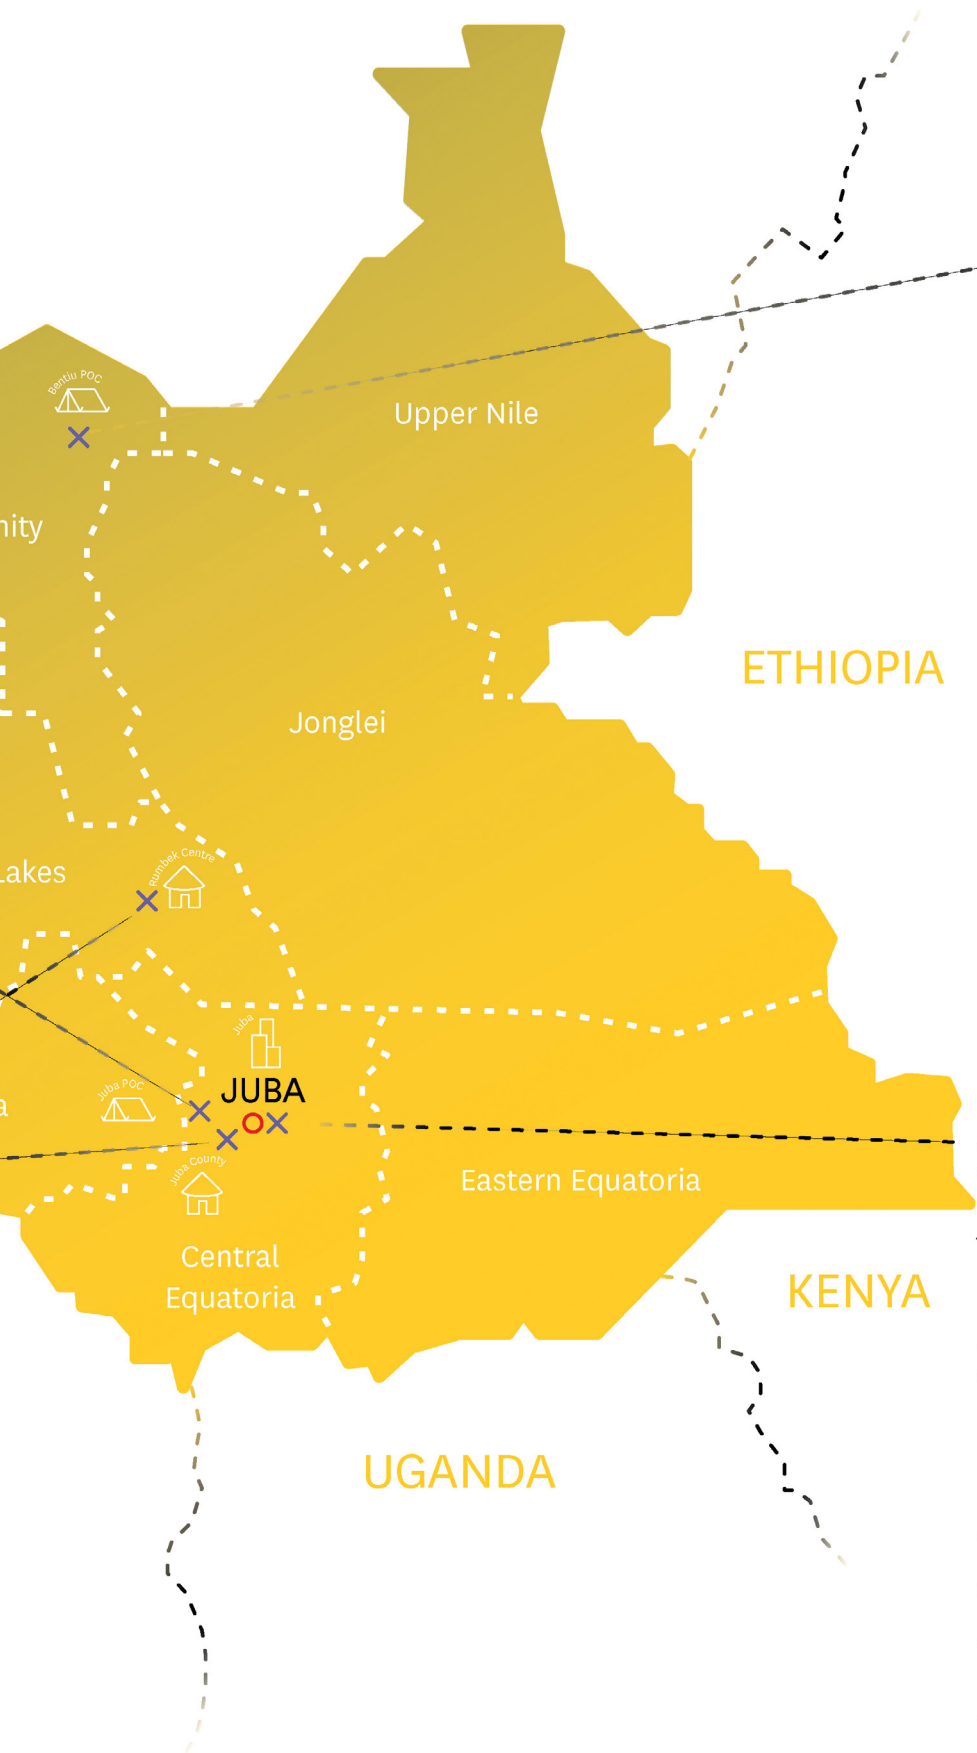 Bentiu POC
Upper Nile
nity
ETHIOPIA
Jonglei
Rumbek Centre
Lakes
Juba
JUBA
Juba POC
a
Juba County
Eastern Equatoria
Central
Equatoria
KENYA
UGANDA